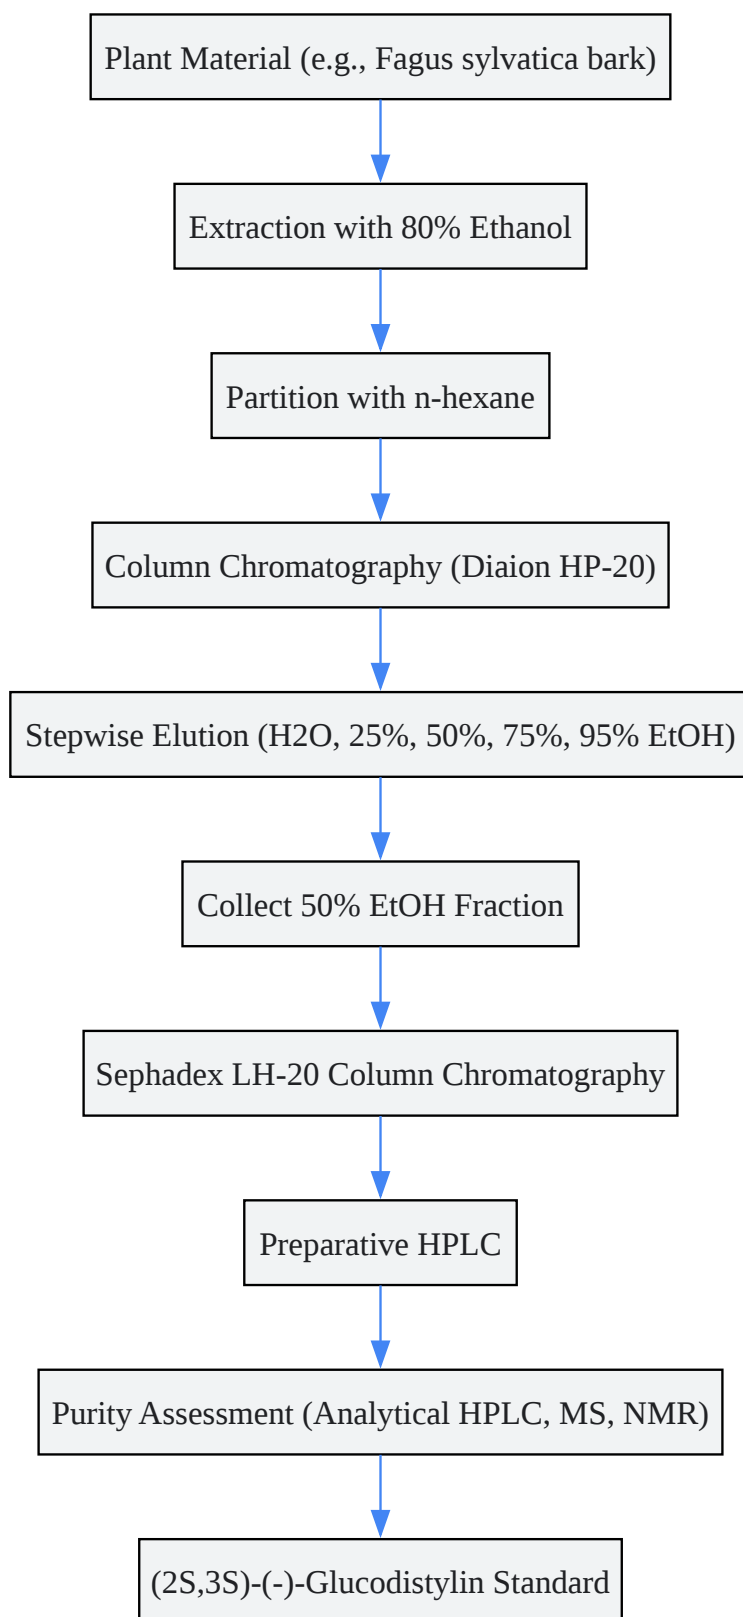 Plant Material (e.g., Fagus sylvatica bark)
Extraction with 80% Ethanol
Partition with n-hexane
Column Chromatography (Diaion HP-20)
Stepwise Elution (H2O, 25%, 50%, 75%, 95% EtOH)
Collect 50% EtOH Fraction
Sephadex LH-20 Column Chromatography
Preparative HPLC
Purity Assessment (Analytical HPLC, MS, NMR)
(2S,3S)-(-)-Glucodistylin Standard